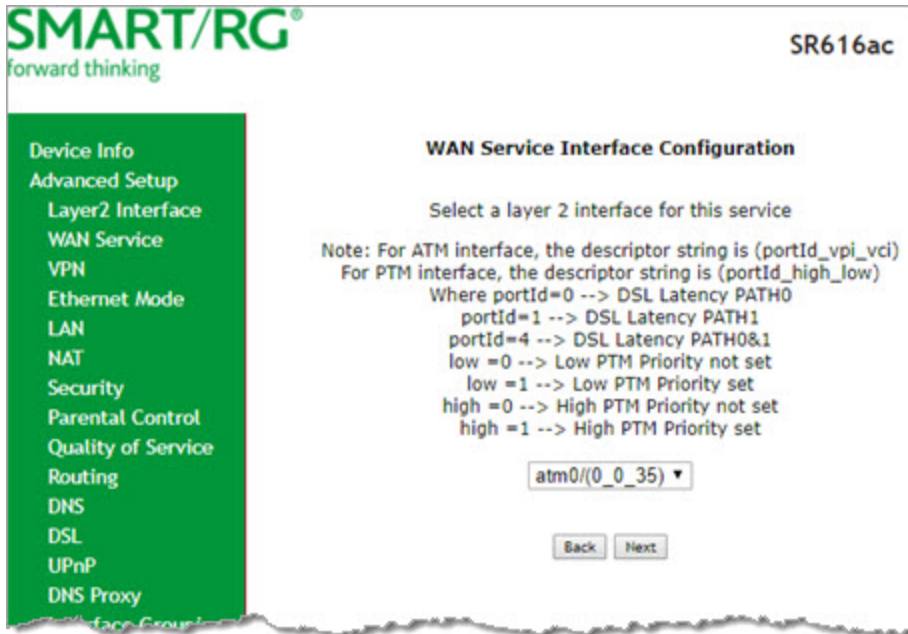 SMART/RG®
forward thinking
SR616ac
Device Info
Advanced Setup
Layer2 Interface
WAN Service
VPN
Ethernet Mode
LAN
NAT
Security
Parental Control
Quality of Service
Routing
DNS
DSL
UPnP
DNS Proxy
WAN Service Interface Configuration
Select a layer 2 interface for this service
Note: For ATM interface, the descriptor string is (portId_vpi_vci)
For PTM interface, the descriptor string is (portId_high_low)
Where portId=0 --> DSL Latency PATH0
portId=1 --> DSL Latency PATH1
portId=4 --> DSL Latency PATH0&1
low =0 --> Low PTM Priority not set
low =1 --> Low PTM Priority set
high =0 --> High PTM Priority not set
high =1 --> High PTM Priority set
atm0/(0_0_35) ▼
Back Next